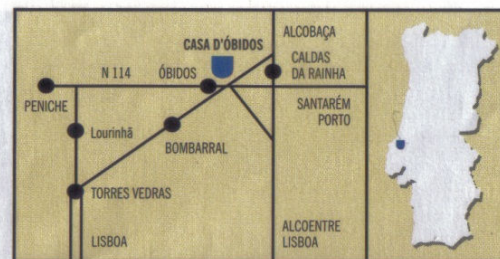 ALCOBAÇA
CASA D'ÓBIDOS
CALDAS
DA RAINHA
N 114
ÓBIDOS
PENICHE
SANTARÉM
PORTO
Lourinhã
BOMBARRAL
TORRES VEDRAS
ALCOENTRE
LISBOA
LISBOA